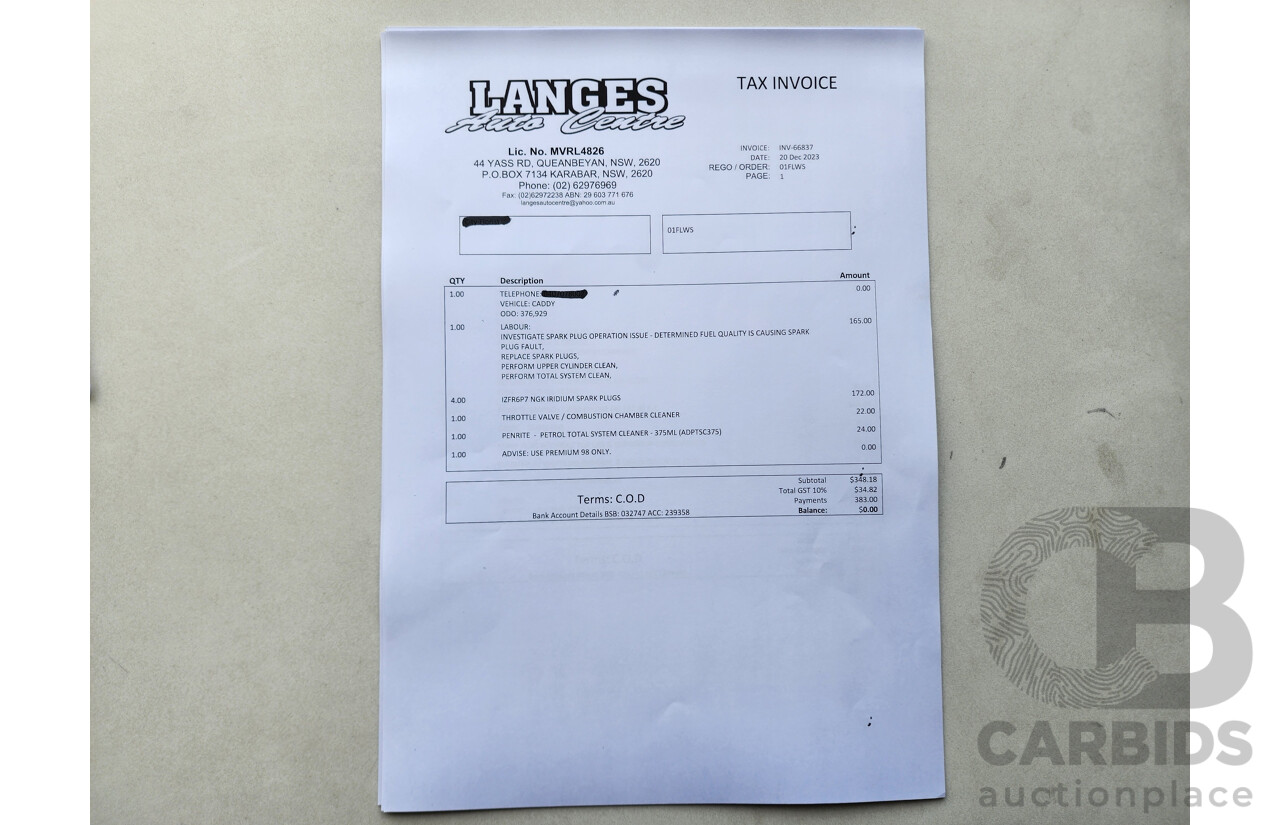 LANGES
Auto Centre
TAX INVOICE
Lic. No. MVRL4826
44 YASS RD, QUEANBEYAN, NSW, 2620
P.O.BOX 7134 KARABAR, NSW, 2620
Phone: (02) 62976969
Fax: (02)62972238 ABN: 29 603 771 676
langesautocentre@yahoo.com.au
INVOICE: INV-66837
DATE: 20 Dec 2023
REGO / ORDER: 01FLW5
PAGE: 1
01FLW5
QTY Description Amount
1.00 TELEPHONE: 0.00
VEHICLE: CADDY
ODO: 376,929
1.00 LABOUR: 165.00
INVESTIGATE SPARK PLUG OPERATION ISSUE - DETERMINED FUEL QUALITY IS CAUSING SPARK
PLUG FAULT,
REPLACE SPARK PLUGS,
PERFORM UPPER CYLINDER CLEAN,
PERFORM TOTAL SYSTEM CLEAN,
4.00 IZFR6P7 NGK IRIDIUM SPARK PLUGS 172.00
1.00 THROTTLE VALVE / COMBUSTION CHAMBER CLEANER 22.00
1.00 PENRITE - PETROL TOTAL SYSTEM CLEANER - 375ML (ADPTSC375) 24.00
1.00 ADVISE: USE PREMIUM 98 ONLY. 0.00
Terms: C.O.D
Bank Account Details BSB: 032747 ACC: 239358
Subtotal $348.18
Total GST 10% $34.82
Payments 383.00
Balance: $0.00
CB
CARBIDS
auctionplace